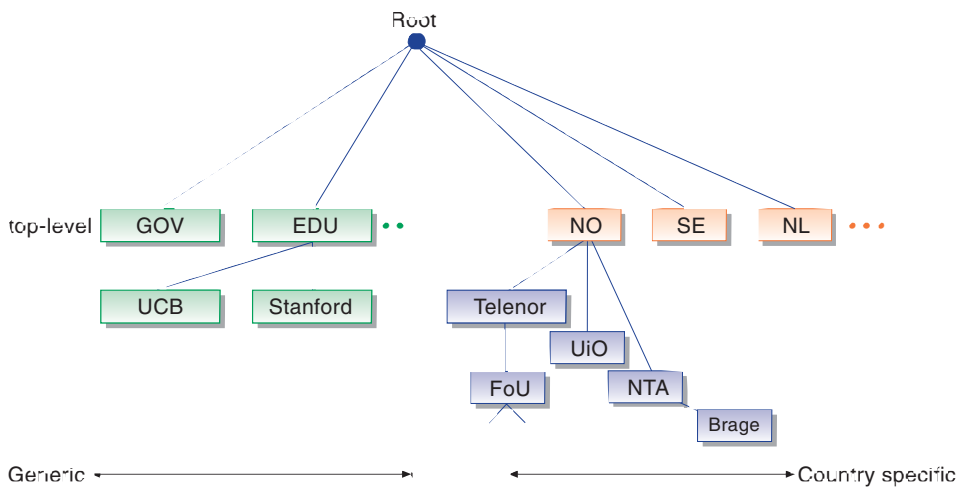 Root
top-level GOV EDU NO SE NL
UCB Stanford Telenor
UiO
FoU NTA
Brage
Generic Country specific